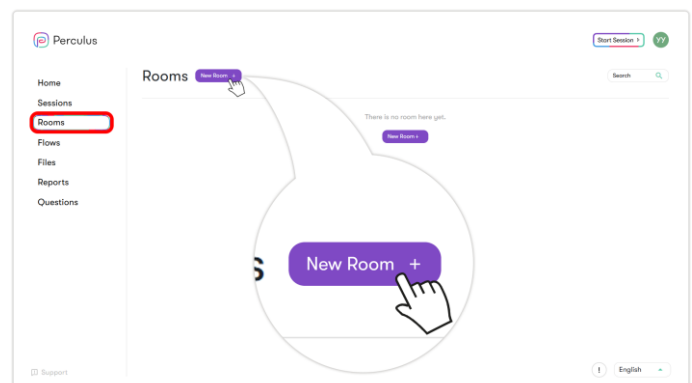 Perculus
Start Session
YY
Home
Sessions
Rooms
Flows
Files
Reports
Questions
Rooms
New Room +
Search
There is no room here yet.
New Room +
S
New Room +
Support
!
English